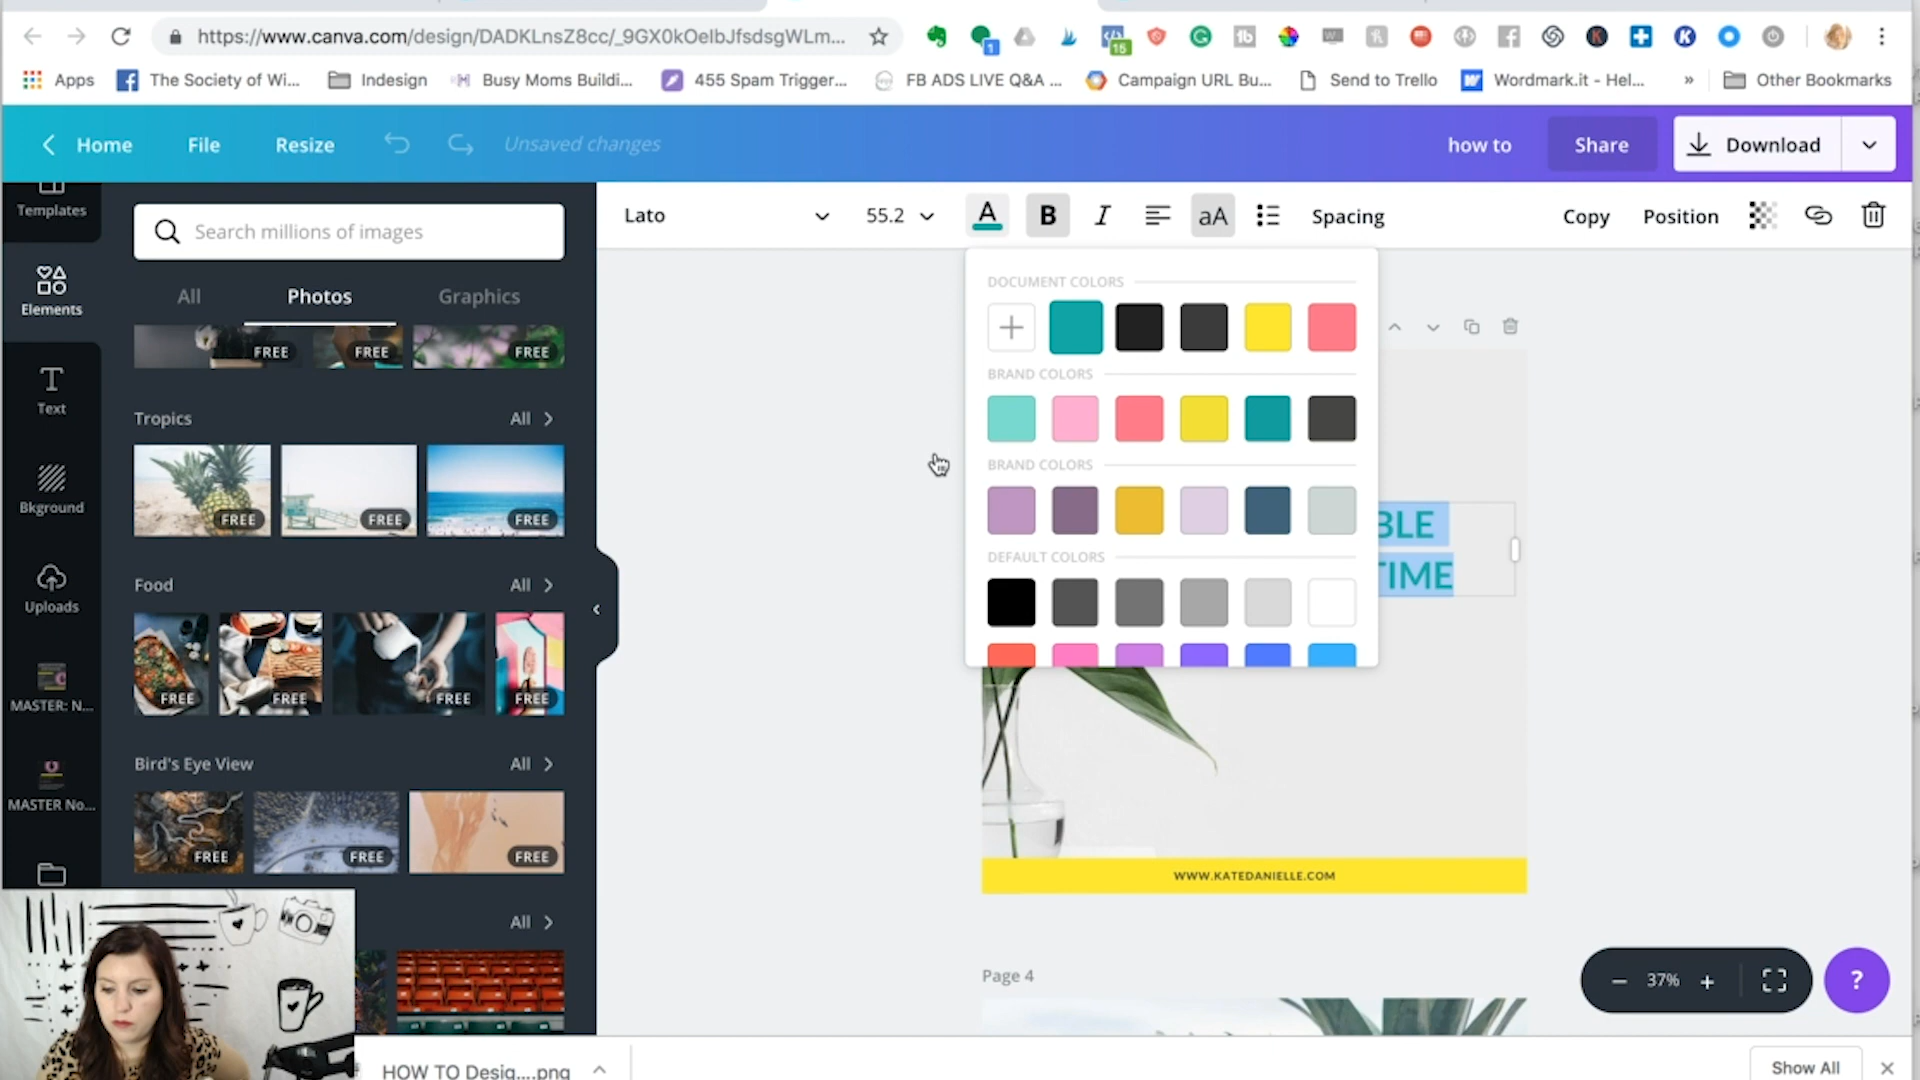 https://www.canva.com/design/DADKLnsZ8cc/_9GX0kOeIbJfsdsgWLm...
1
15
Apps
The Society of Wi...
Indesign
Busy Moms Buildi...
455 Spam Trigger...
FB ADS LIVE Q&A ...
Campaign URL Bu...
Send to Trello
Wordmark.it - Hel...
»
Other Bookmarks
Home
File
Resize
Unsaved changes
how to
Share
Download
Templates
Elements
Text
Bkground
Uploads
MASTER: N...
MASTER No...
Search millions of images
All
Photos
Graphics
FREE
FREE
FREE
Tropics
All
FREE
FREE
FREE
Food
All
FREE
FREE
FREE
FREE
Bird's Eye View
All
FREE
FREE
FREE
All
Lato
55.2
A
B
I
aA
Spacing
Copy
Position
DOCUMENT COLORS
BRAND COLORS
BRAND COLORS
DEFAULT COLORS
BLE
TIME
WWW.KATEDANIELLE.COM
Page 4
37%
?
HOW TO Desig....png
Show All